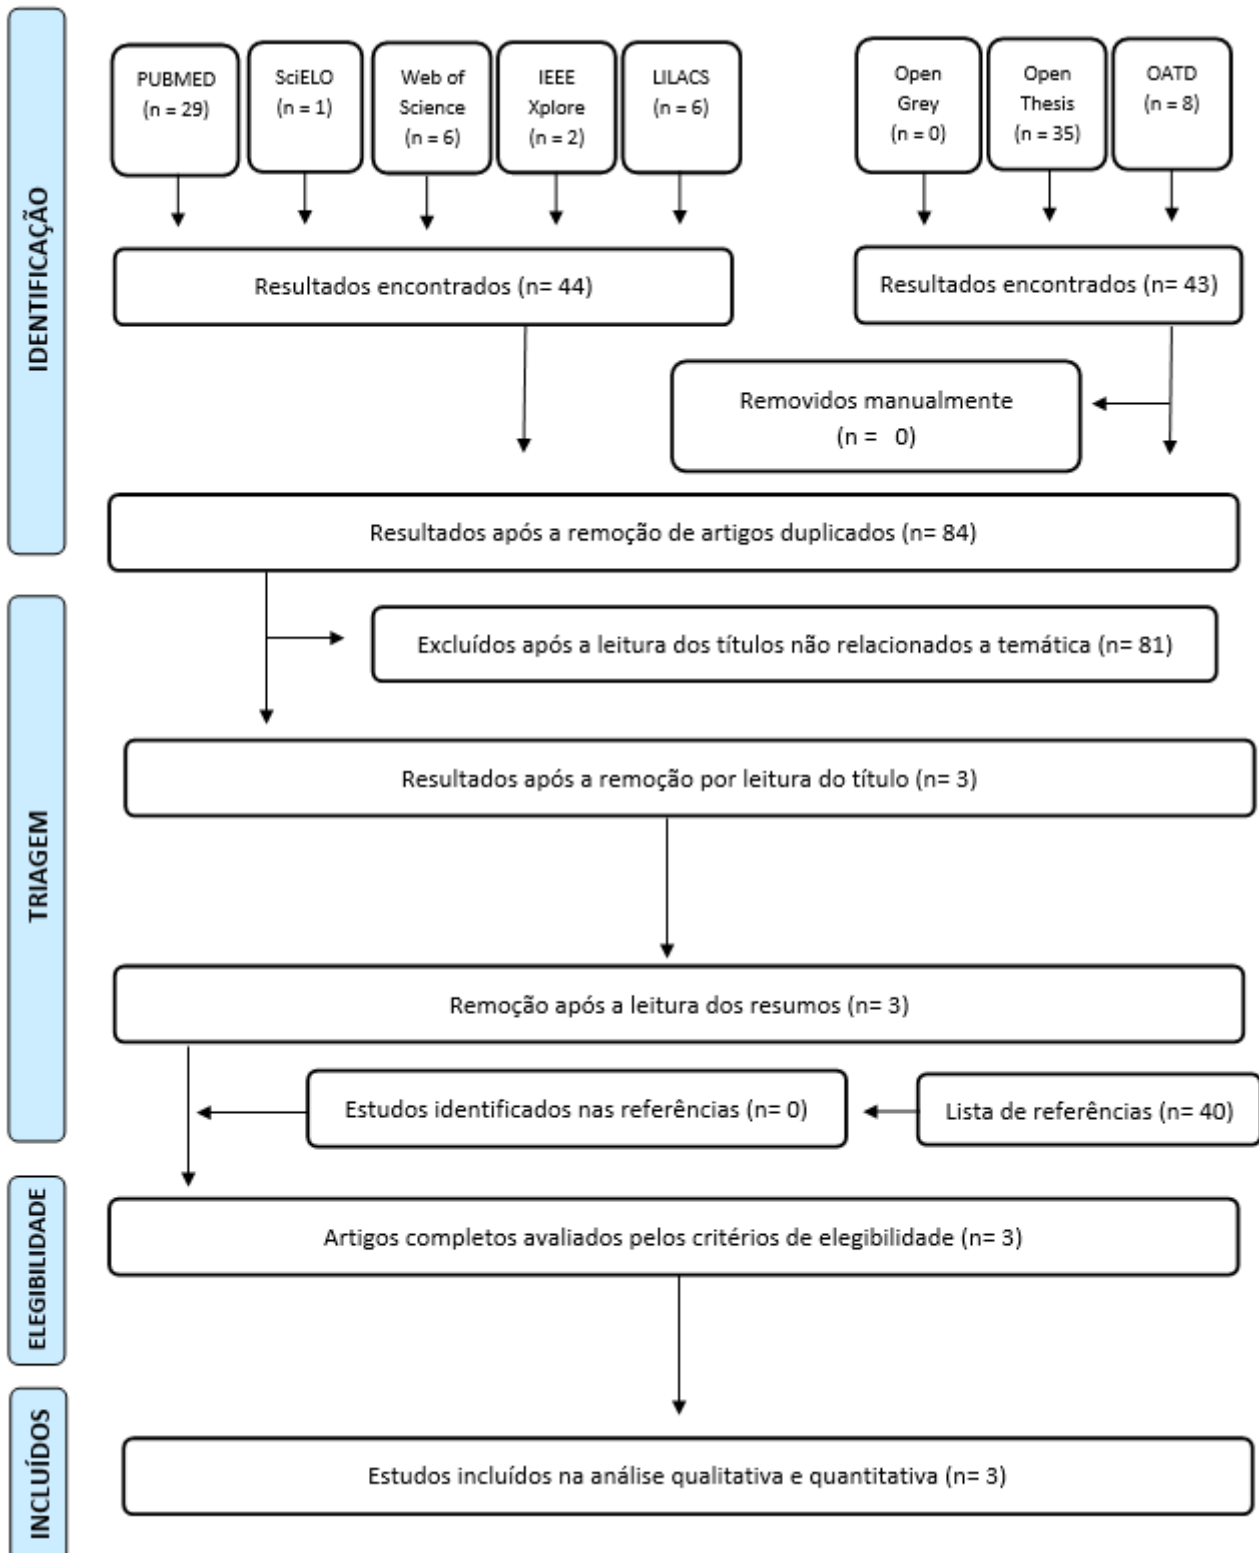 IDENTIFICAÇÃO
PUBMED
(n = 29)
SciELO
(n = 1)
Web of
Science
(n = 6)
IEEE
Xplore
(n = 2)
LILACS
(n = 6)
Open
Grey
(n = 0)
Open
Thesis
(n = 35)
OATD
(n = 8)
Resultados encontrados (n= 44)
Resultados encontrados (n= 43)
Removidos manualmente
(n = 0)
Resultados após a remoção de artigos duplicados (n= 84)
TRIAGEM
Excluídos após a leitura dos títulos não relacionados a temática (n= 81)
Resultados após a remoção por leitura do título (n= 3)
Remoção após a leitura dos resumos (n= 3)
Estudos identificados nas referências (n= 0)
Lista de referências (n= 40)
ELEGIBILIDADE
Artigos completos avaliados pelos critérios de elegibilidade (n= 3)
INCLUÍDOS
Estudos incluídos na análise qualitativa e quantitativa (n= 3)